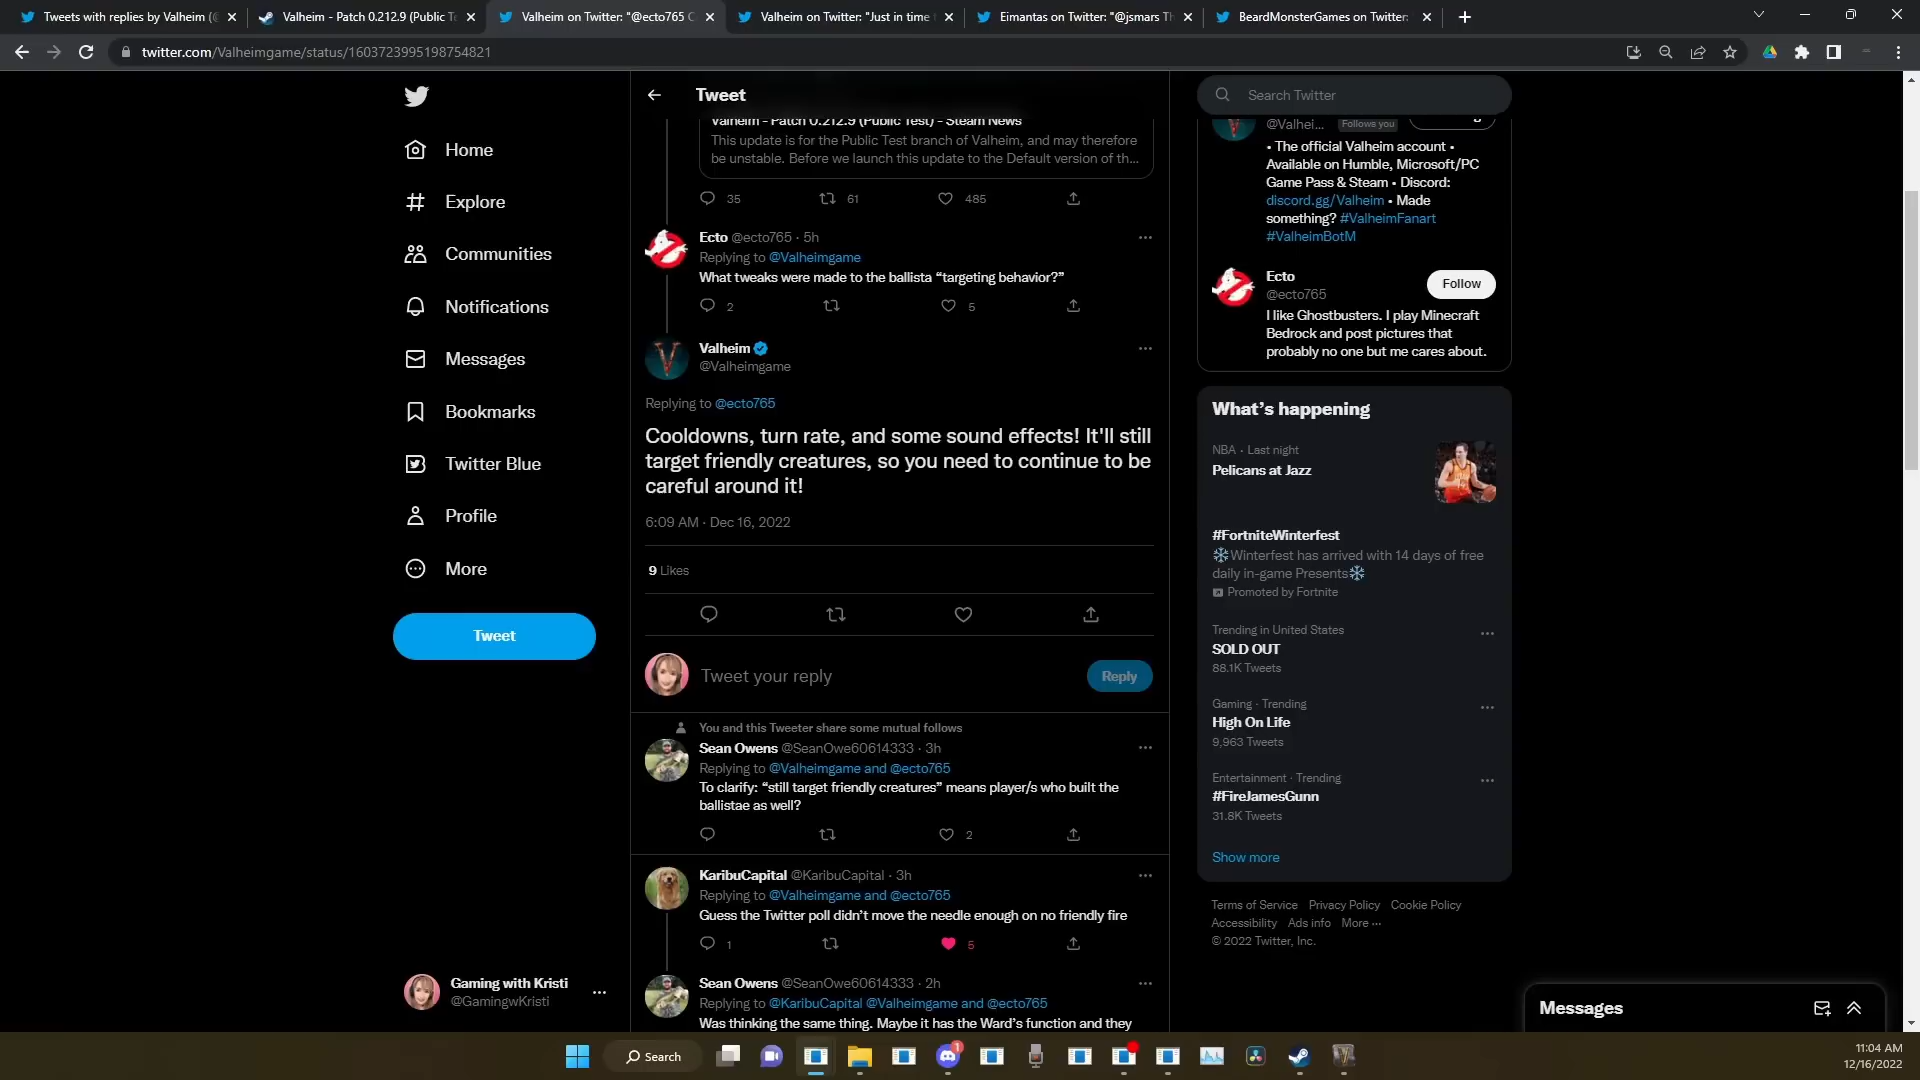 Tweets with replies by Valheim (@
Valheim - Patch 0.212.9 (Public Te
Valheim on Twitter: "@ecto765 C
Valheim on Twitter: "Just in time
Eimantas on Twitter: "@jsmars Th
BeardMonsterGames on Twitter:
twitter.com/Valheimgame/status/1603723995198754821
Home
Explore
Communities
Notifications
Messages
Bookmarks
Twitter Blue
Profile
More
Tweet
Gaming with Kristi
@GamingwKristi
Tweet
Valheim - Patch 0.212.9 (Public Test) - Steam News
This update is for the Public Test branch of Valheim, and may therefore
be unstable. Before we launch this update to the Default version of th...
35 61 485
Ecto @ecto765 · 5h
Replying to @Valheimgame
What tweaks were made to the ballista “targeting behavior?”
2 5
Valheim
@Valheimgame
Replying to @ecto765
Cooldowns, turn rate, and some sound effects! It'll still
target friendly creatures, so you need to continue to be
careful around it!
6:09 AM · Dec 16, 2022
9 Likes
Tweet your reply
Reply
You and this Tweeter share some mutual follows
Sean Owens @SeanOwe60614333 · 3h
Replying to @Valheimgame and @ecto765
To clarify: “still target friendly creatures” means player/s who built the
ballistae as well?
2
KaribuCapital @KaribuCapital · 3h
Replying to @Valheimgame and @ecto765
Guess the Twitter poll didn’t move the needle enough on no friendly fire
1 5
Sean Owens @SeanOwe60614333 · 2h
Replying to @KaribuCapital @Valheimgame and @ecto765
Was thinking the same thing. Maybe it has the Ward’s function and they
Search Twitter
@Valhei... Follows you
• The official Valheim account •
Available on Humble, Microsoft/PC
Game Pass & Steam • Discord:
discord.gg/Valheim • Made
something? #ValheimFanart
#ValheimBotM
Ecto
@ecto765
Follow
I like Ghostbusters. I play Minecraft
Bedrock and post pictures that
probably no one but me cares about.
What’s happening
NBA · Last night
Pelicans at Jazz
#FortniteWinterfest
❄️Winterfest has arrived with 14 days of free
daily in-game Presents❄️
Promoted by Fortnite
Trending in United States
SOLD OUT
88.1K Tweets
Gaming · Trending
High On Life
9,963 Tweets
Entertainment · Trending
#FireJamesGunn
31.8K Tweets
Show more
Terms of Service Privacy Policy Cookie Policy
Accessibility Ads info More ···
© 2022 Twitter, Inc.
Messages
Search
1
11:04 AM
12/16/2022